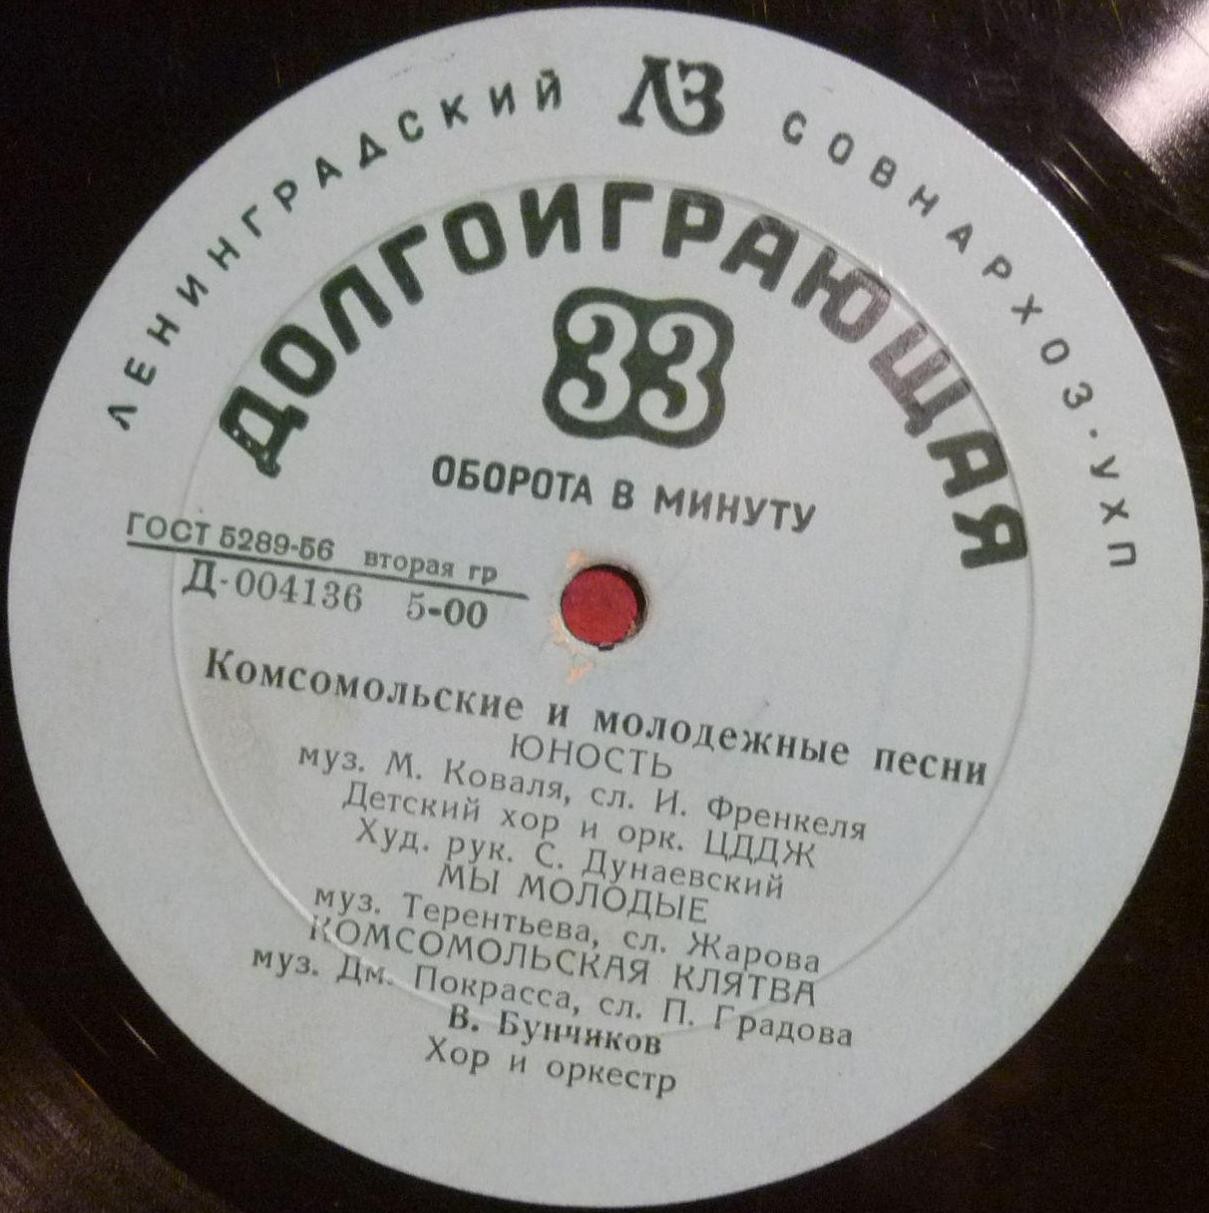 ЛЕНИНГРАДСКИЙ ЛЗ СОВНАРХОЗ·УХП
ДОЛГОИГРАЮЩАЯ
33
ОБОРОТА В МИНУТУ
ГОСТ 5289-56 вторая гр
Д-004136 5-00
Комсомольские и молодежные песни
ЮНОСТЬ
муз. М. Коваля, сл. И. Френкеля
Детский хор и орк. ЦДДЖ
Худ. рук. С. Дунаевский
МЫ МОЛОДЫЕ
муз. Терентьева, сл. Жарова
КОМСОМОЛЬСКАЯ КЛЯТВА
муз. Дм. Покрасса, сл. П. Градова
В. Бунчиков
Хор и оркестр